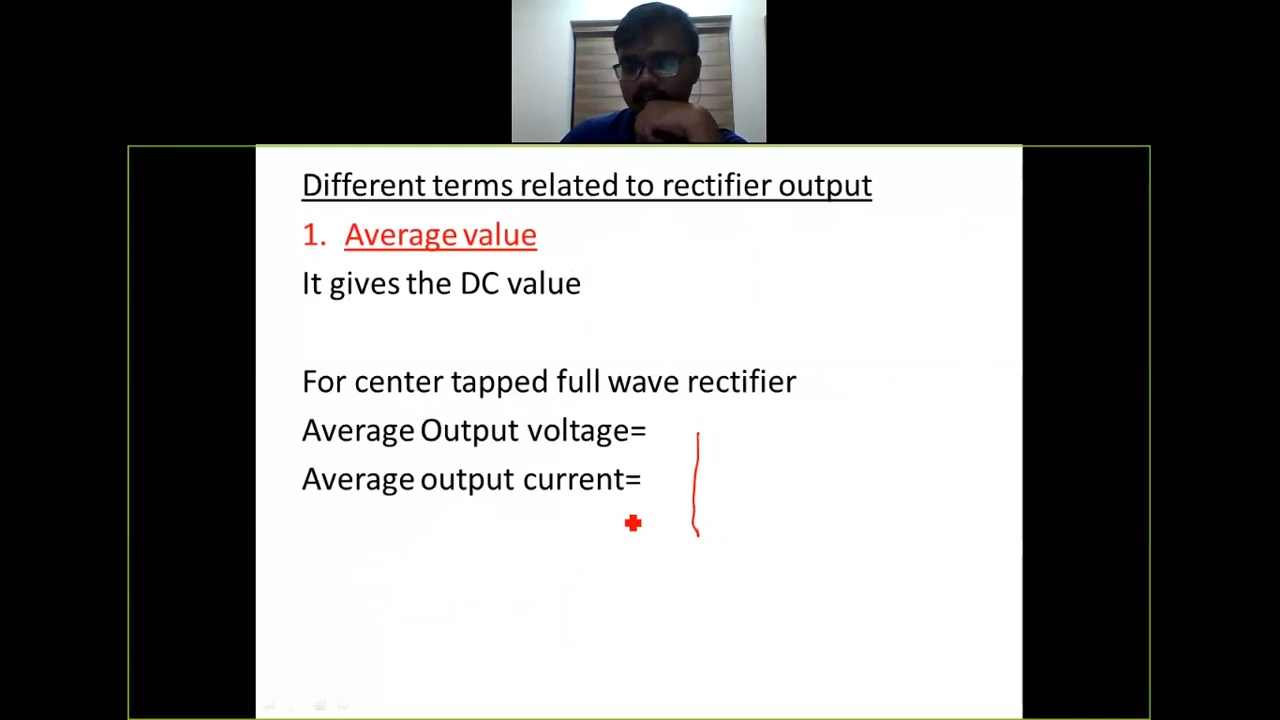 Different terms related to rectifier output
1. Average value
It gives the DC value
For center tapped full wave rectifier
Average Output voltage=
Average output current=